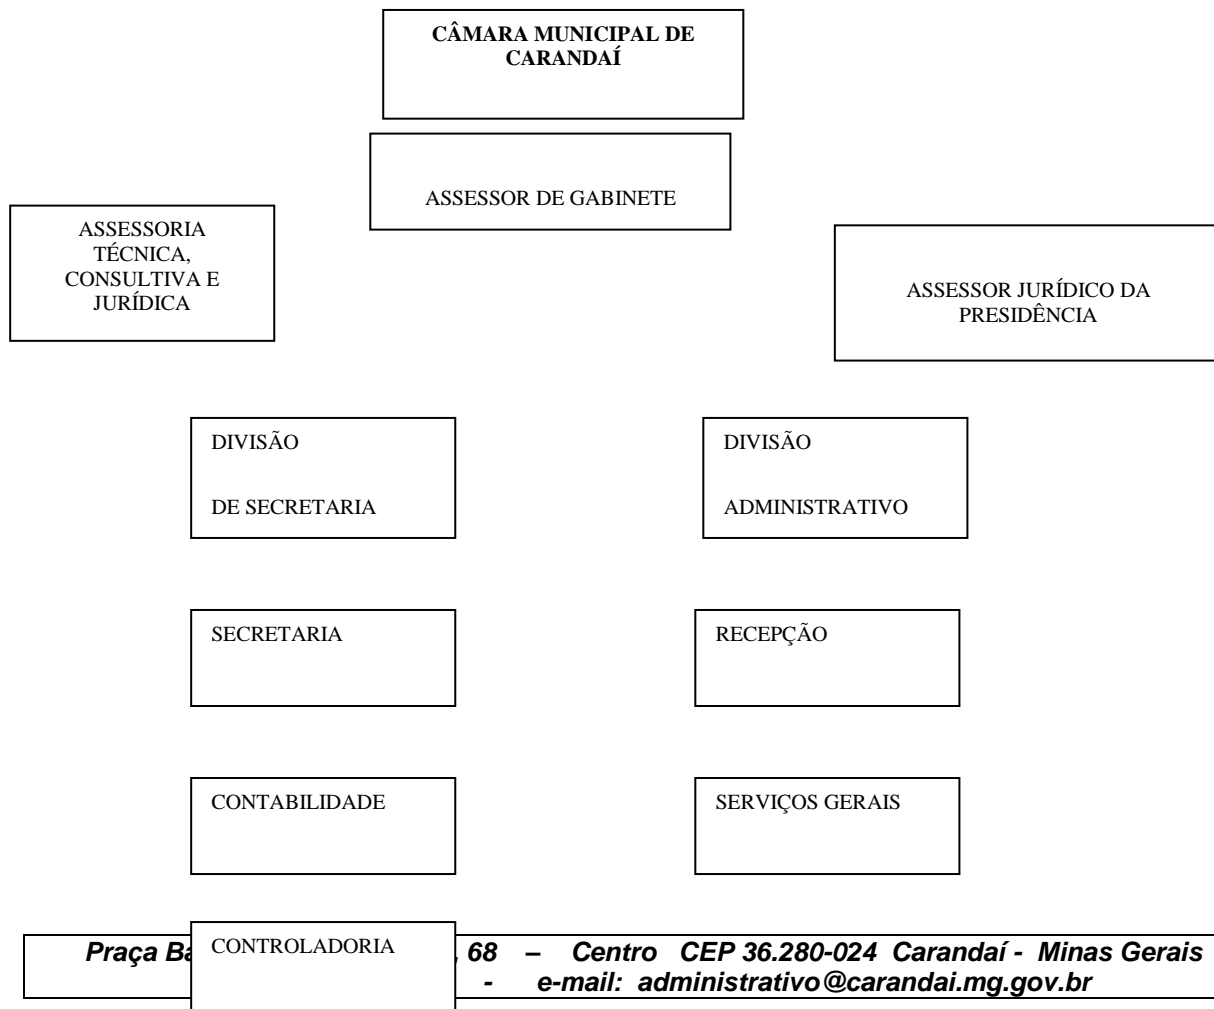 CÂMARA MUNICIPAL DE
CARANDAÍ
ASSESSOR DE GABINETE
ASSESSORIA
TÉCNICA,
CONSULTIVA E
JURÍDICA
ASSESSOR JURÍDICO DA
PRESIDÊNCIA
DIVISÃO
DE SECRETARIA
DIVISÃO
ADMINISTRATIVO
SECRETARIA
RECEPÇÃO
CONTABILIDADE
SERVIÇOS GERAIS
CONTROLADORIA
Praça 68 – Centro CEP 36.280-024 Carandaí - Minas Gerais
- e-mail: administrativo@carandai.mg.gov.br